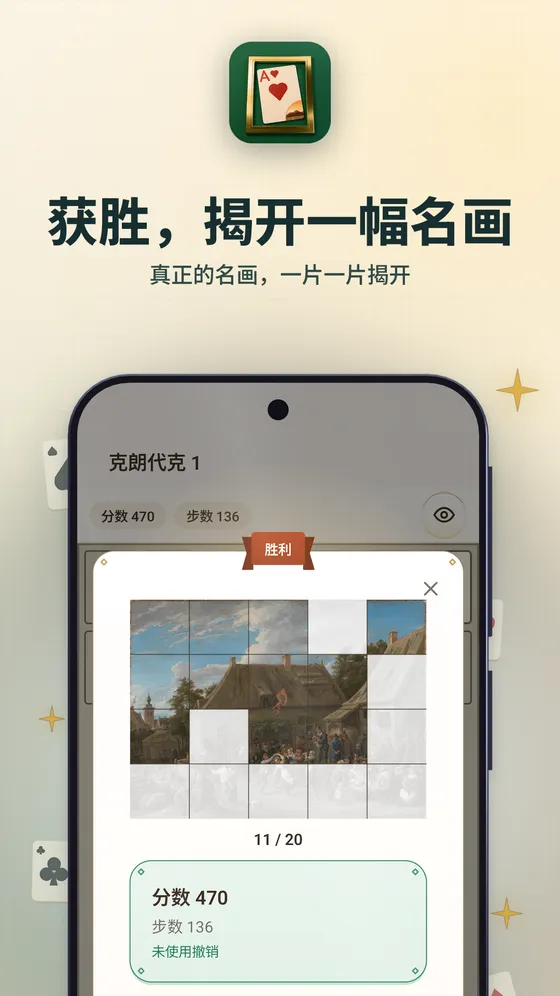 A
获胜，揭开一幅名画
真正的名画，一片一片揭开
克朗代克 1
分数 470
步数 136
胜利
11 / 20
分数 470
步数 136
未使用撤销